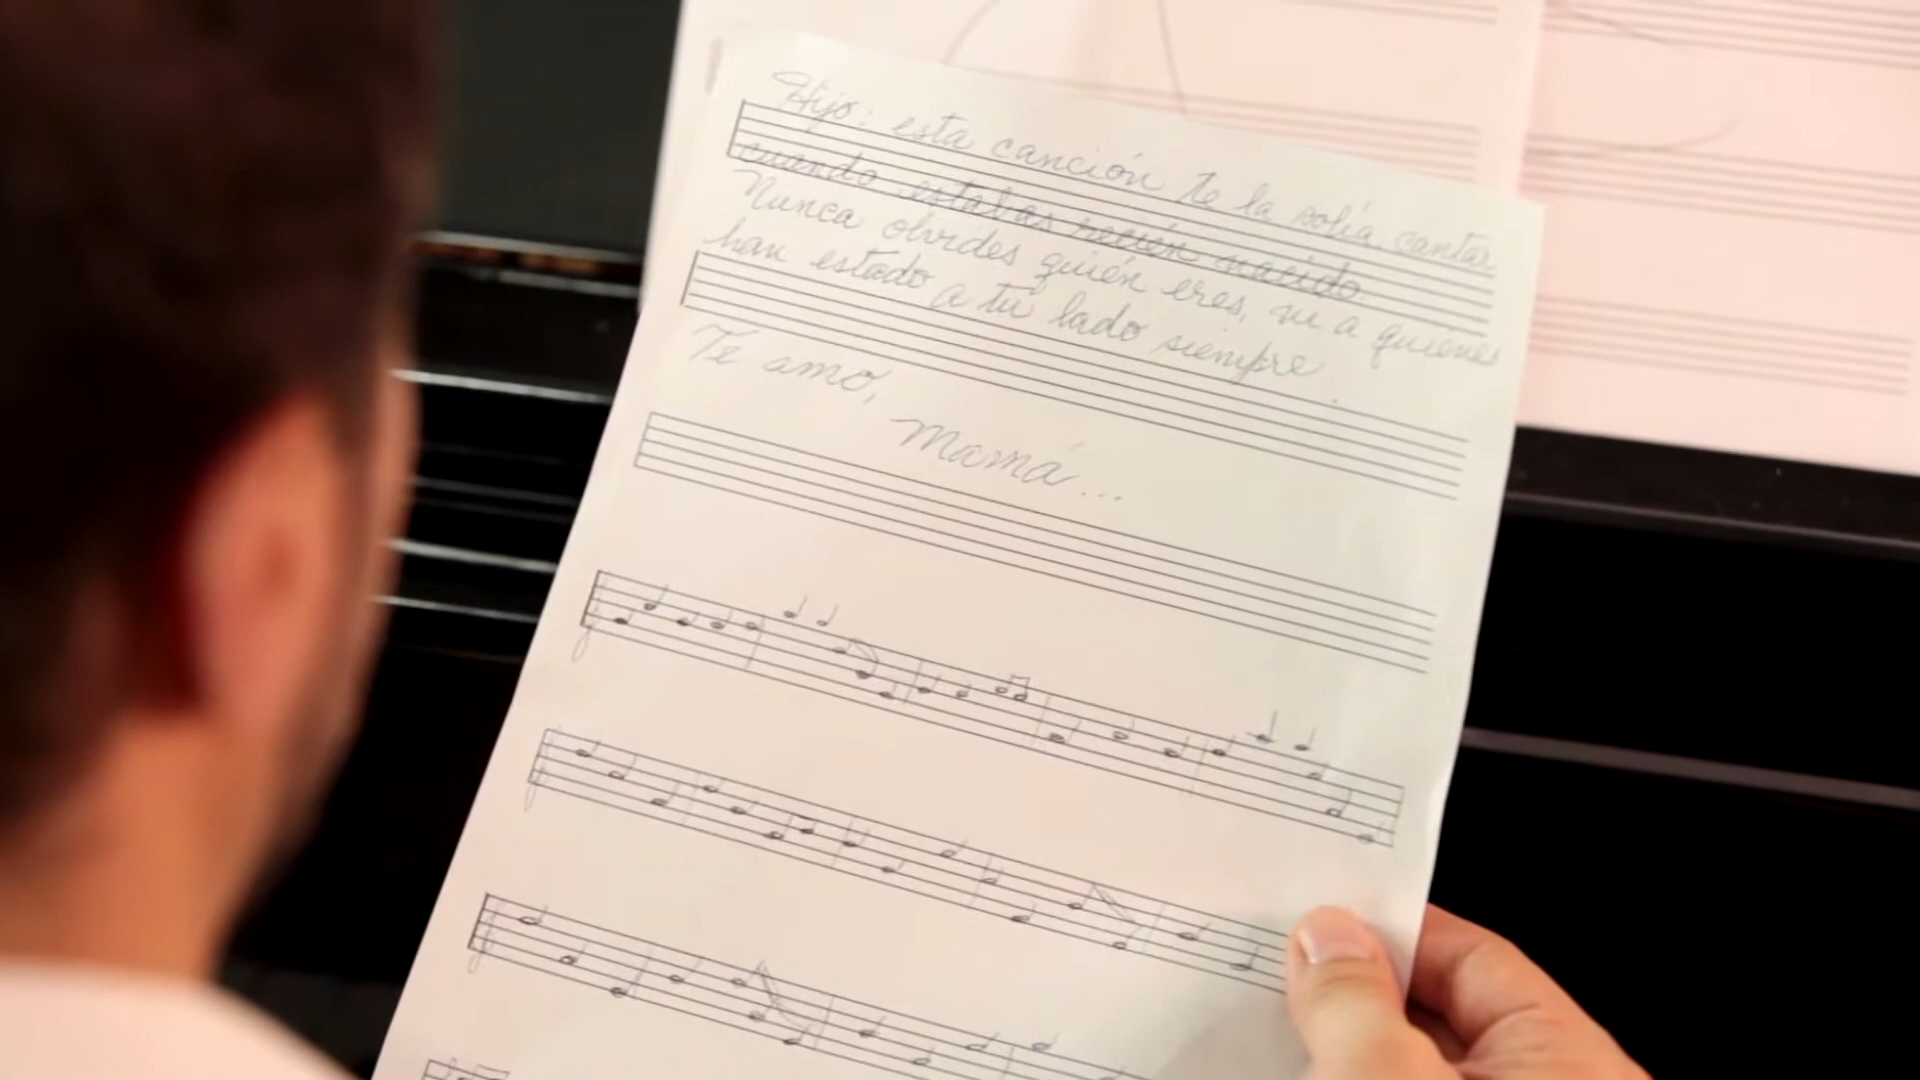 Hijo: esta canción te la solía cantar
cuando estabas recién nacido.
Nunca olvides quién eres, ni a quienes
han estado a tu lado siempre
Te amo,
Mamá...